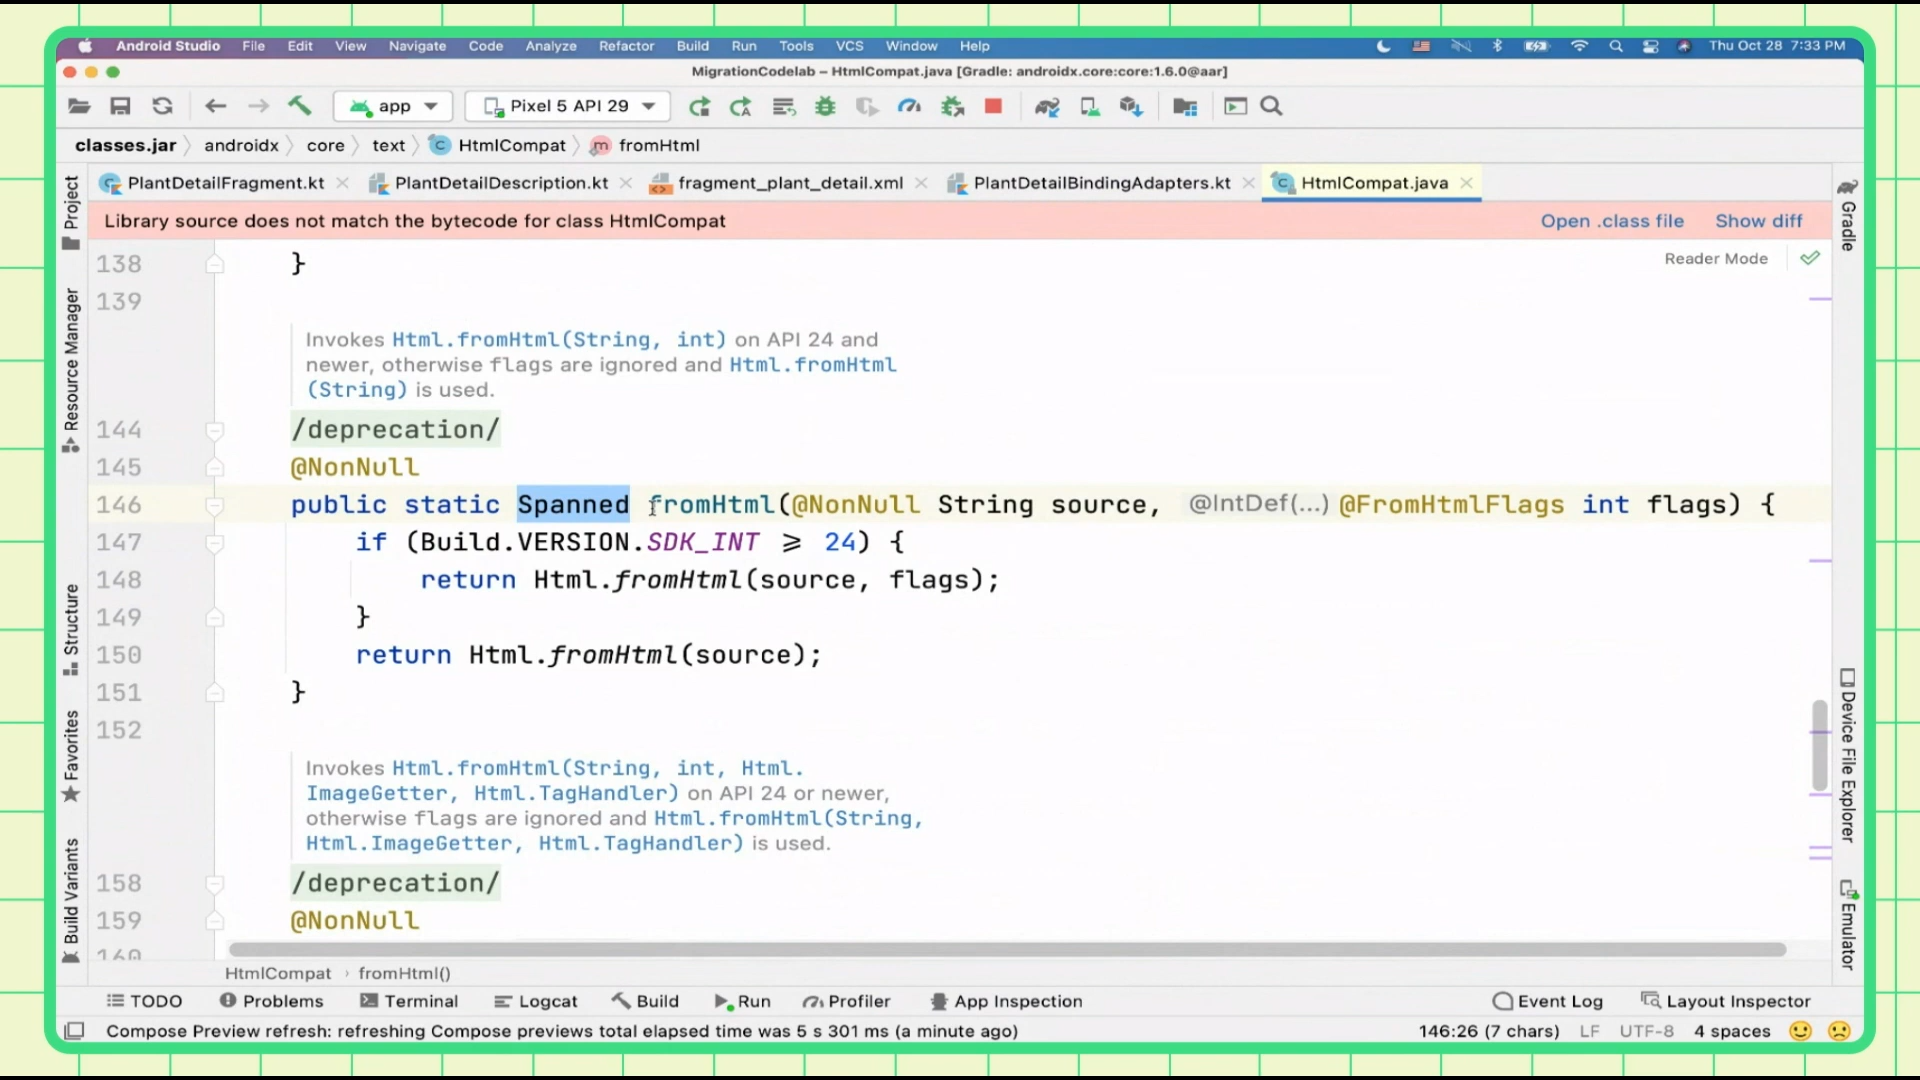 Android Studio File Edit View Navigate Code Analyze Refactor Build Run Tools VCS Window Help Thu Oct 28 7:33 PM
MigrationCodelab – HtmlCompat.java [Gradle: androidx.core:core:1.6.0@aar]
app Pixel 5 API 29
classes.jar androidx core text HtmlCompat fromHtml
PlantDetailFragment.kt PlantDetailDescription.kt fragment_plant_detail.xml PlantDetailBindingAdapters.kt HtmlCompat.java
Library source does not match the bytecode for class HtmlCompat Open .class file Show diff
Reader Mode
138 }
139
Invokes Html.fromHtml(String, int) on API 24 and
newer, otherwise flags are ignored and Html.fromHtml
(String) is used.
144 /deprecation/
145 @NonNull
146 public static Spanned fromHtml(@NonNull String source, @IntDef(...) @FromHtmlFlags int flags) {
147 if (Build.VERSION.SDK_INT ≥ 24) {
148 return Html.fromHtml(source, flags);
149 }
150 return Html.fromHtml(source);
151 }
152
Invokes Html.fromHtml(String, int, Html.
ImageGetter, Html.TagHandler) on API 24 or newer,
otherwise flags are ignored and Html.fromHtml(String,
Html.ImageGetter, Html.TagHandler) is used.
158 /deprecation/
159 @NonNull
160
Project
Resource Manager
Structure
Favorites
Build Variants
Gradle
Device File Explorer
Emulator
HtmlCompat › fromHtml()
TODO Problems Terminal Logcat Build Run Profiler App Inspection Event Log Layout Inspector
Compose Preview refresh: refreshing Compose previews total elapsed time was 5 s 301 ms (a minute ago) 146:26 (7 chars) LF UTF-8 4 spaces